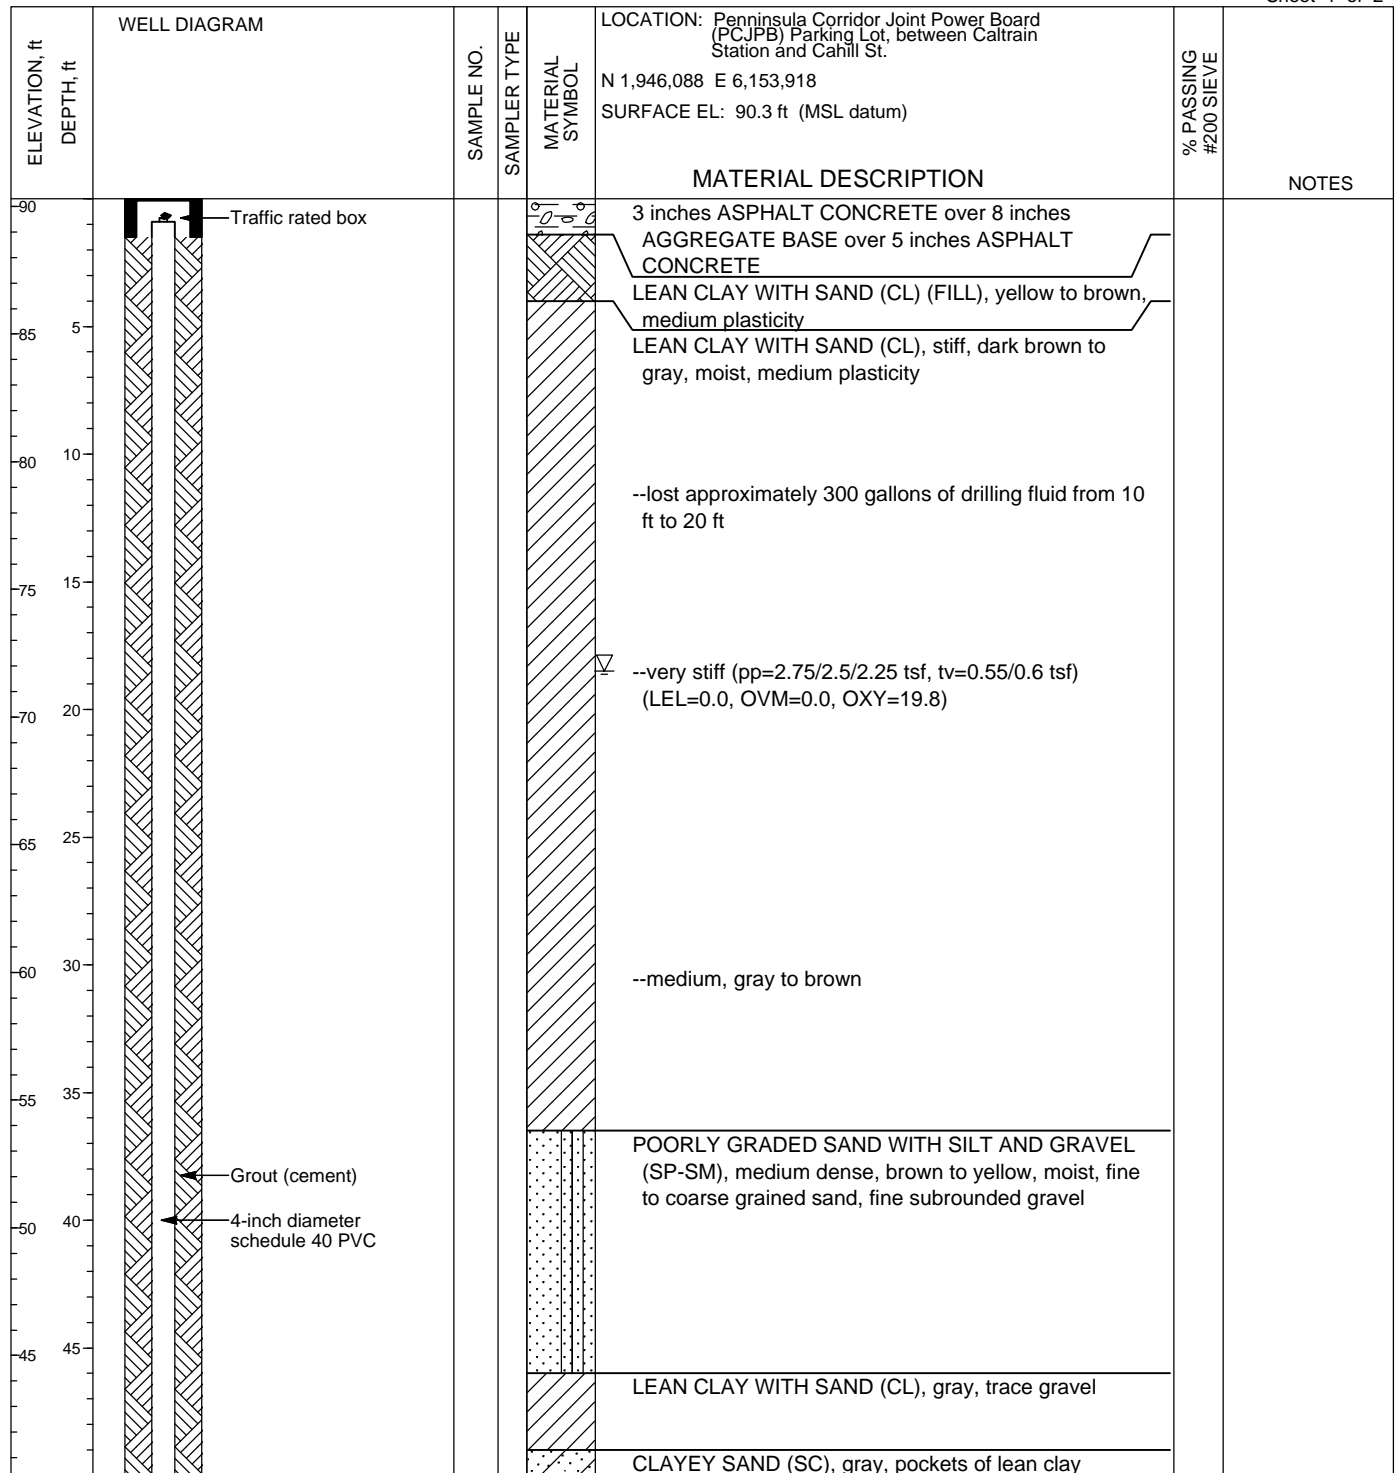 WELL DIAGRAM
ELEVATION, ft
DEPTH, ft
SAMPLE NO.
SAMPLER TYPE
MATERIAL
SYMBOL
LOCATION: Penninsula Corridor Joint Power Board
(PCJPB) Parking Lot, between Caltrain
Station and Cahill St.
N 1,946,088 E 6,153,918
SURFACE EL: 90.3 ft (MSL datum)
MATERIAL DESCRIPTION
% PASSING
#200 SIEVE
NOTES
90
Traffic rated box
3 inches ASPHALT CONCRETE over 8 inches
AGGREGATE BASE over 5 inches ASPHALT
CONCRETE
LEAN CLAY WITH SAND (CL) (FILL), yellow to brown,
medium plasticity
85
5
LEAN CLAY WITH SAND (CL), stiff, dark brown to
gray, moist, medium plasticity
80
10
--lost approximately 300 gallons of drilling fluid from 10
ft to 20 ft
75
15
--very stiff (pp=2.75/2.5/2.25 tsf, tv=0.55/0.6 tsf)
(LEL=0.0, OVM=0.0, OXY=19.8)
70
20
65
25
60
30
--medium, gray to brown
55
35
POORLY GRADED SAND WITH SILT AND GRAVEL
(SP-SM), medium dense, brown to yellow, moist, fine
to coarse grained sand, fine subrounded gravel
Grout (cement)
50
40
4-inch diameter
schedule 40 PVC
45
45
LEAN CLAY WITH SAND (CL), gray, trace gravel
CLAYEY SAND (SC), gray, pockets of lean clay